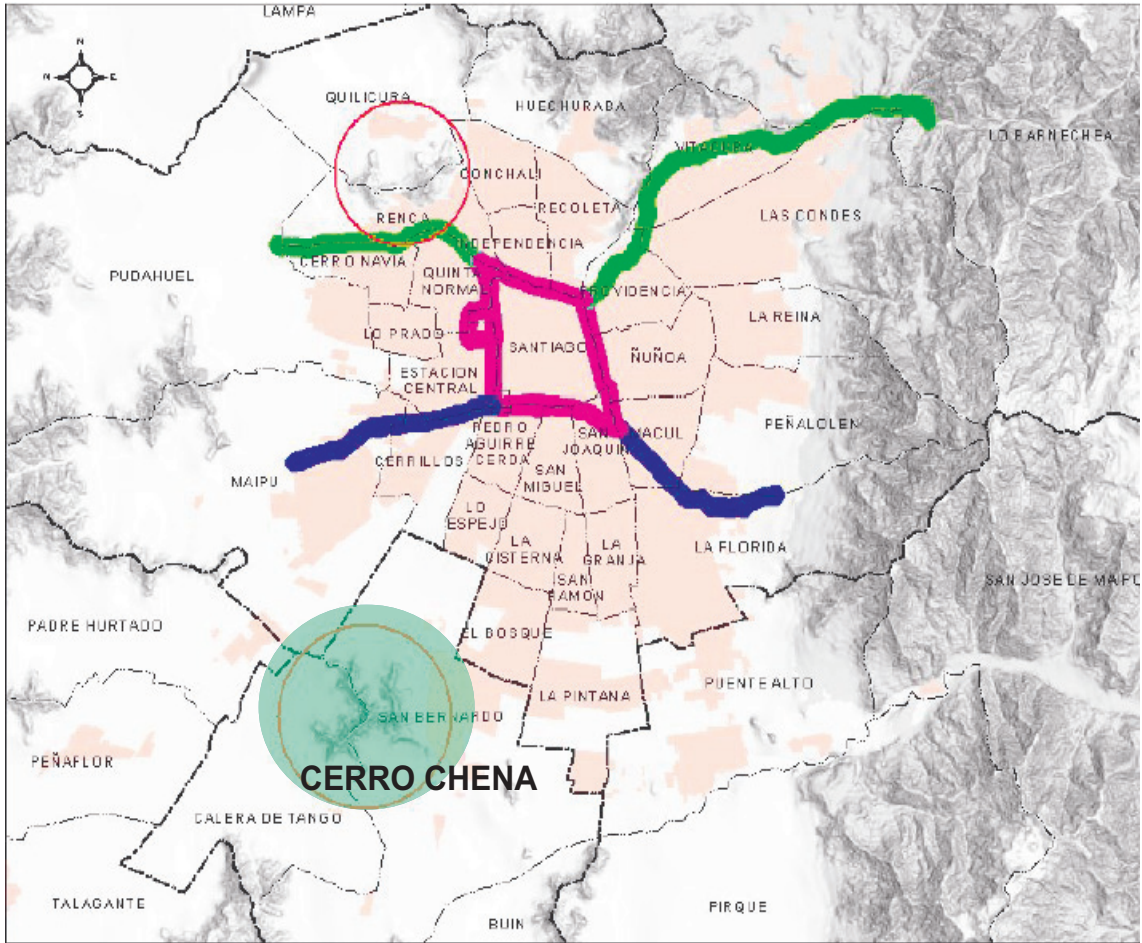 LAMPA
N
N
E
S
QUILICURA
HUECHURABA
LO BARNECHEA
VITACURA
CONCHALI
RECOLETA
LAS CONDES
RENCA
INDEPENDENCIA
CERRO NAVIA
PUDAHUEL
QUINTA
NORMAL
PROVIDENCIA
LA REINA
LO PRADO
SANTIAGO
ÑUÑOA
ESTACION
CENTRAL
PEÑALOLEN
PEDRO
AGUIRRE
CERDA
SAN
JOAQUIN
MACUL
CERRILLOS
MAIPU
SAN
MIGUEL
LO
ESPEJO
LA
CISTERNA
LA
GRANJA
LA FLORIDA
SAN
RAMON
SAN JOSE DE MAIPO
PADRE HURTADO
EL BOSQUE
LA PINTANA
PUENTE ALTO
SAN BERNARDO
PEÑAFLOR
CERRO CHENA
CALERA DE TANGO
TALAGANTE
BUIN
PIRQUE